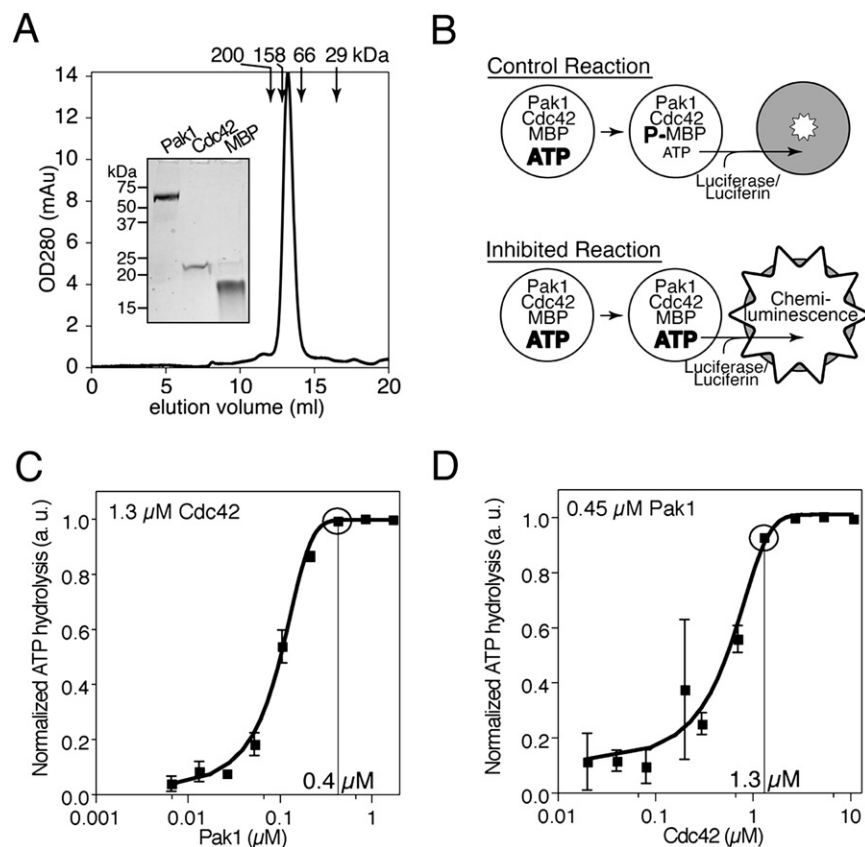 A
200 158 66 29 kDa
14
12
10
8
6
4
2
0
OD280 (mAu)
Pak1 Cdc42 MBP
kDa
75
50
37
25
20
15
0 5 10 15 20
elution volume (ml)
B
Control Reaction
Pak1
Cdc42
MBP
ATP
Pak1
Cdc42
P-MBP
ATP
Luciferase/
Luciferin
Inhibited Reaction
Pak1
Cdc42
MBP
ATP
Pak1
Cdc42
MBP
ATP
Chemi-
luminescence
Luciferase/
Luciferin
C
1.3 µM Cdc42
1.0
0.8
0.6
0.4
0.2
0.0
Normalized ATP hydrolysis (a. u.)
0.4 µM
0.001 0.01 0.1 1
Pak1 (µM)
D
0.45 µM Pak1
1.0
0.8
0.6
0.4
0.2
0.0
Normalized ATP hydrolysis (a. u.)
1.3 µM
0.01 0.1 1 10
Cdc42 (µM)